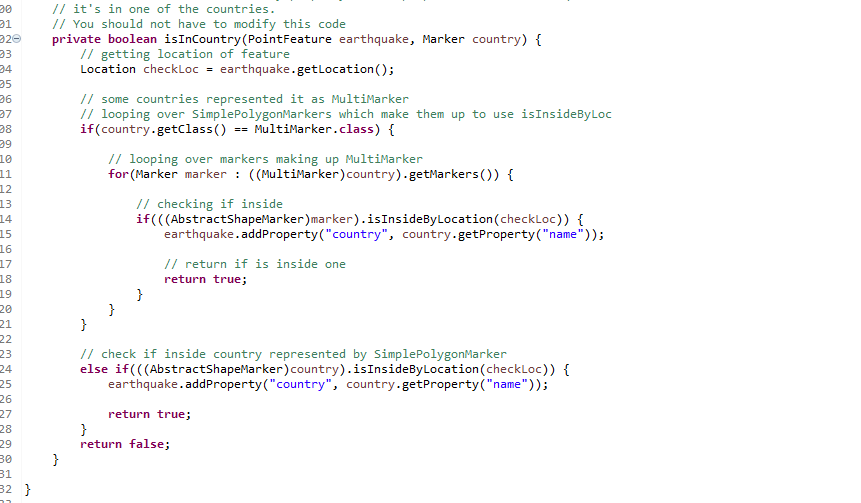 00 // it's in one of the countries.
01 // You should not have to modify this code
02 private boolean isInCountry(PointFeature earthquake, Marker country) {
03 // getting location of feature
04 Location checkLoc = earthquake.getLocation();
05
06 // some countries represented it as MultiMarker
07 // looping over SimplePolygonMarkers which make them up to use isInsideByLoc
08 if(country.getClass() == MultiMarker.class) {
09
10 // looping over markers making up MultiMarker
11 for(Marker marker : ((MultiMarker)country).getMarkers()) {
12
13 // checking if inside
14 if(((AbstractShapeMarker)marker).isInsideByLocation(checkLoc)) {
15 earthquake.addProperty("country", country.getProperty("name"));
16
17 // return if is inside one
18 return true;
19 }
20 }
21 }
22
23 // check if inside country represented by SimplePolygonMarker
24 else if(((AbstractShapeMarker)country).isInsideByLocation(checkLoc)) {
25 earthquake.addProperty("country", country.getProperty("name"));
26
27 return true;
28 }
29 return false;
30 }
31
32 }